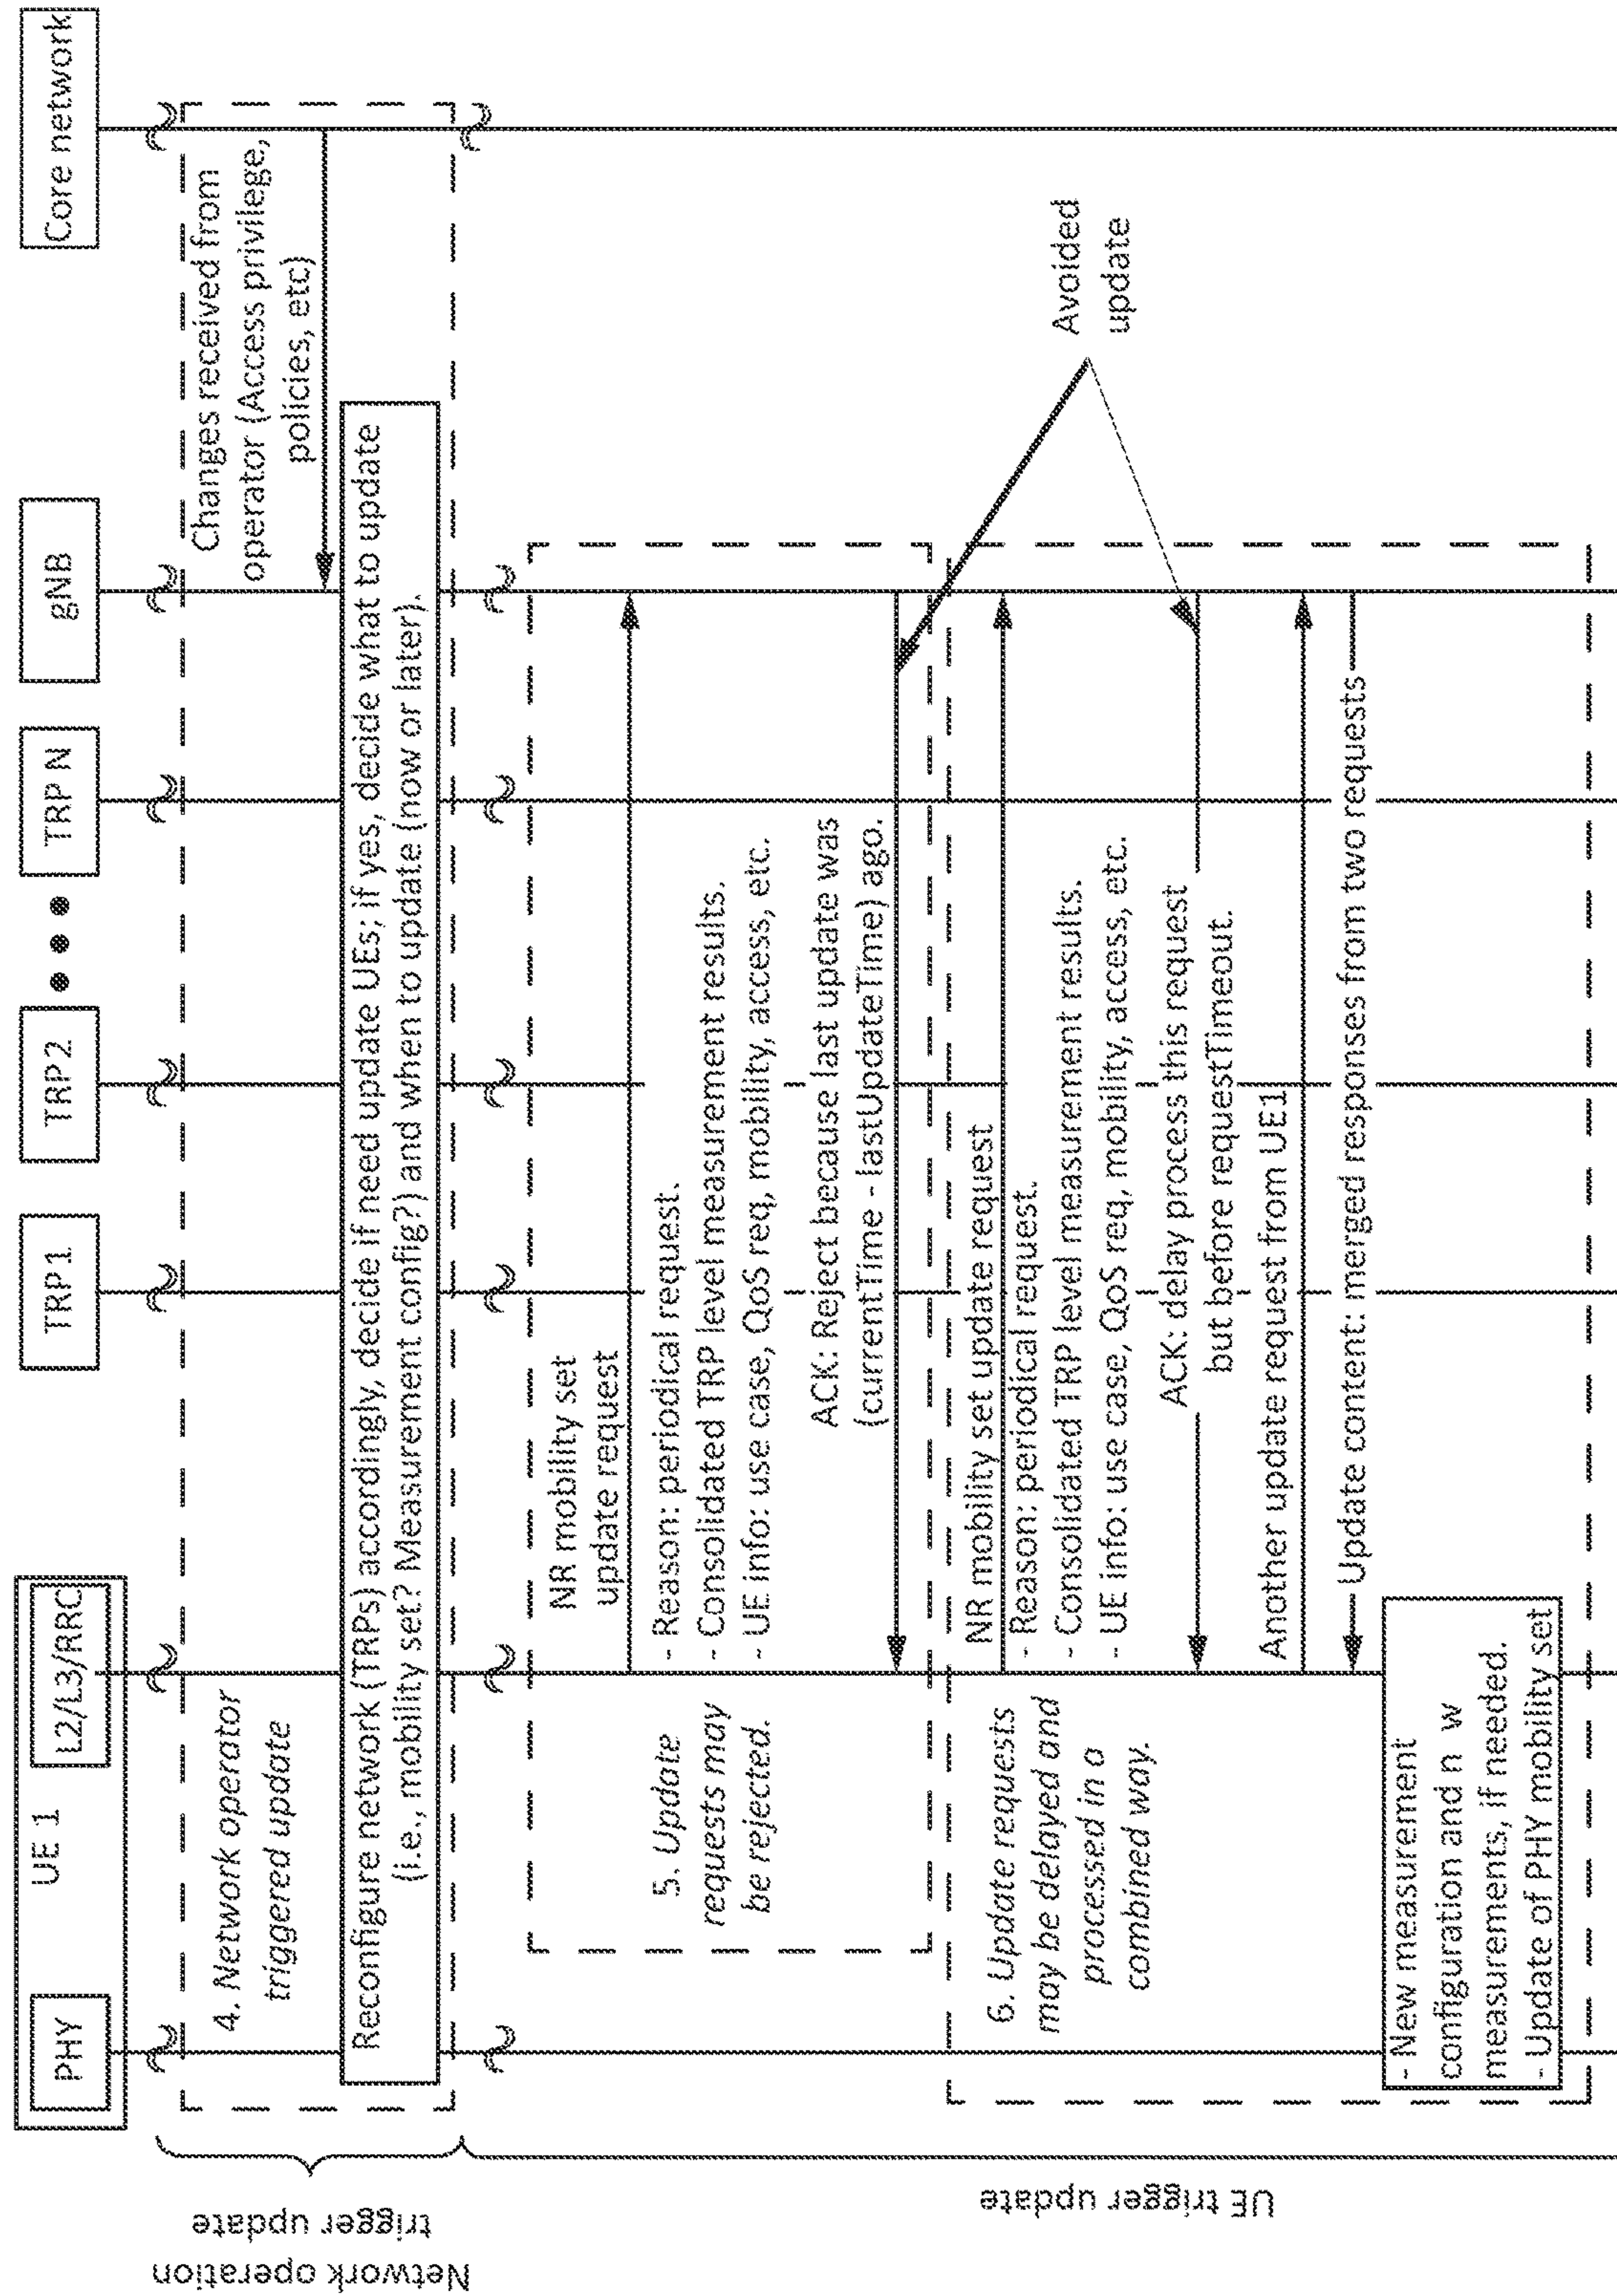 UE 1
PHY
L2/L3/RRC
TRP1
TRP2
TRP N
gNB
Core network
Network operation
trigger update
4. Network operator
triggered update
Changes received from
operator (Access privilege,
policies, etc)
Reconfigure network (TRPs) accordingly, decide if need update UEs; if yes, decide what to update
(i.e., mobility set? Measurement config?) and when to update (now or later).
UE trigger update
5. Update
requests may
be rejected.
NR mobility set
update request
- Reason: periodical request.
- Consolidated TRP level measurement results.
- UE info: use case, QoS req, mobility, access, etc.
ACK: Reject because last update was
(currentTime - lastUpdateTime) ago.
Avoided
update
6. Update requests
may be delayed and
processed in a
combined way.
NR mobility set update request
- Reason: periodical request.
- Consolidated TRP level measurement results.
- UE info: use case, QoS req, mobility, access, etc.
ACK: delay process this request
but before requestTimeout.
Another update request from UE1
Update content: merged responses from two requests
- New measurement
configuration and n w
measurements, if needed.
- Update of PHY mobility set